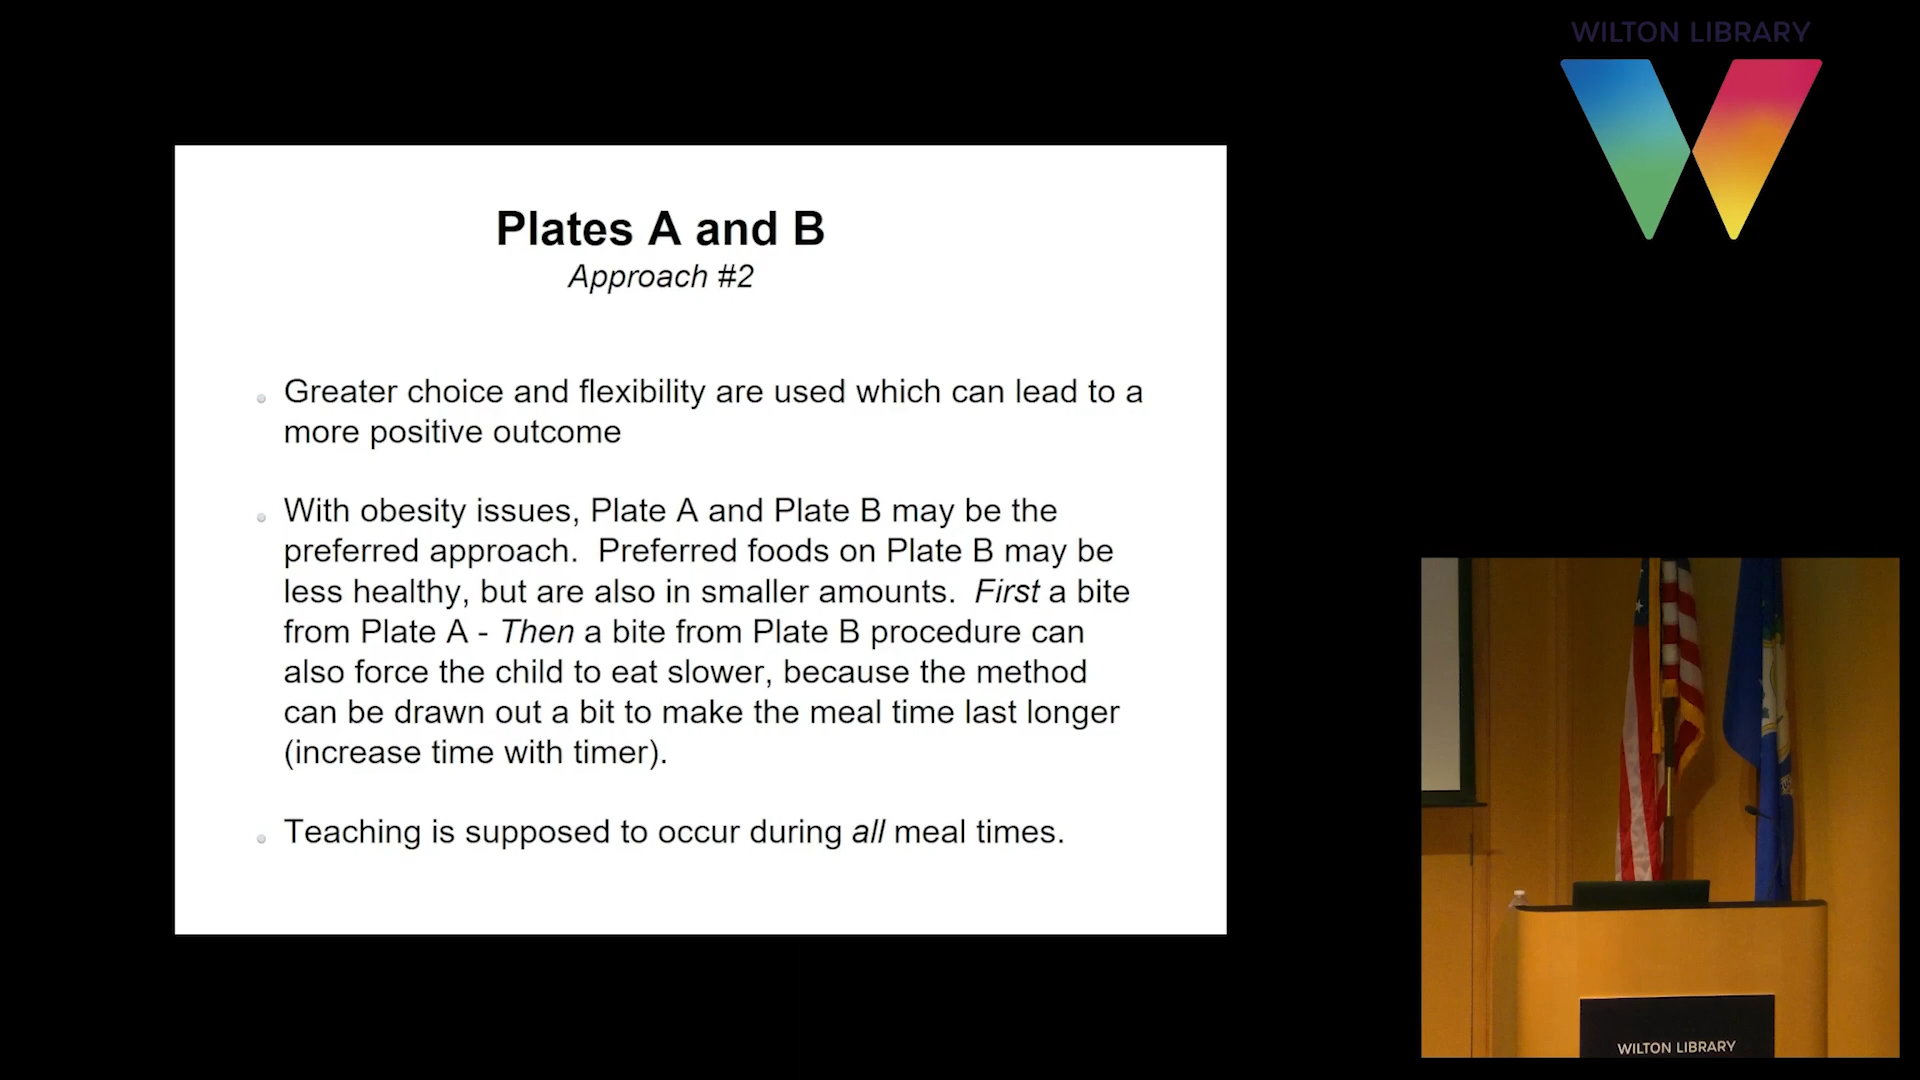 WILTON LIBRARY
Plates A and B
Approach #2
Greater choice and flexibility are used which can lead to a
more positive outcome
With obesity issues, Plate A and Plate B may be the
preferred approach.  Preferred foods on Plate B may be
less healthy, but are also in smaller amounts.  First a bite
from Plate A - Then a bite from Plate B procedure can
also force the child to eat slower, because the method
can be drawn out a bit to make the meal time last longer
(increase time with timer).
Teaching is supposed to occur during all meal times.
WILTON LIBRARY